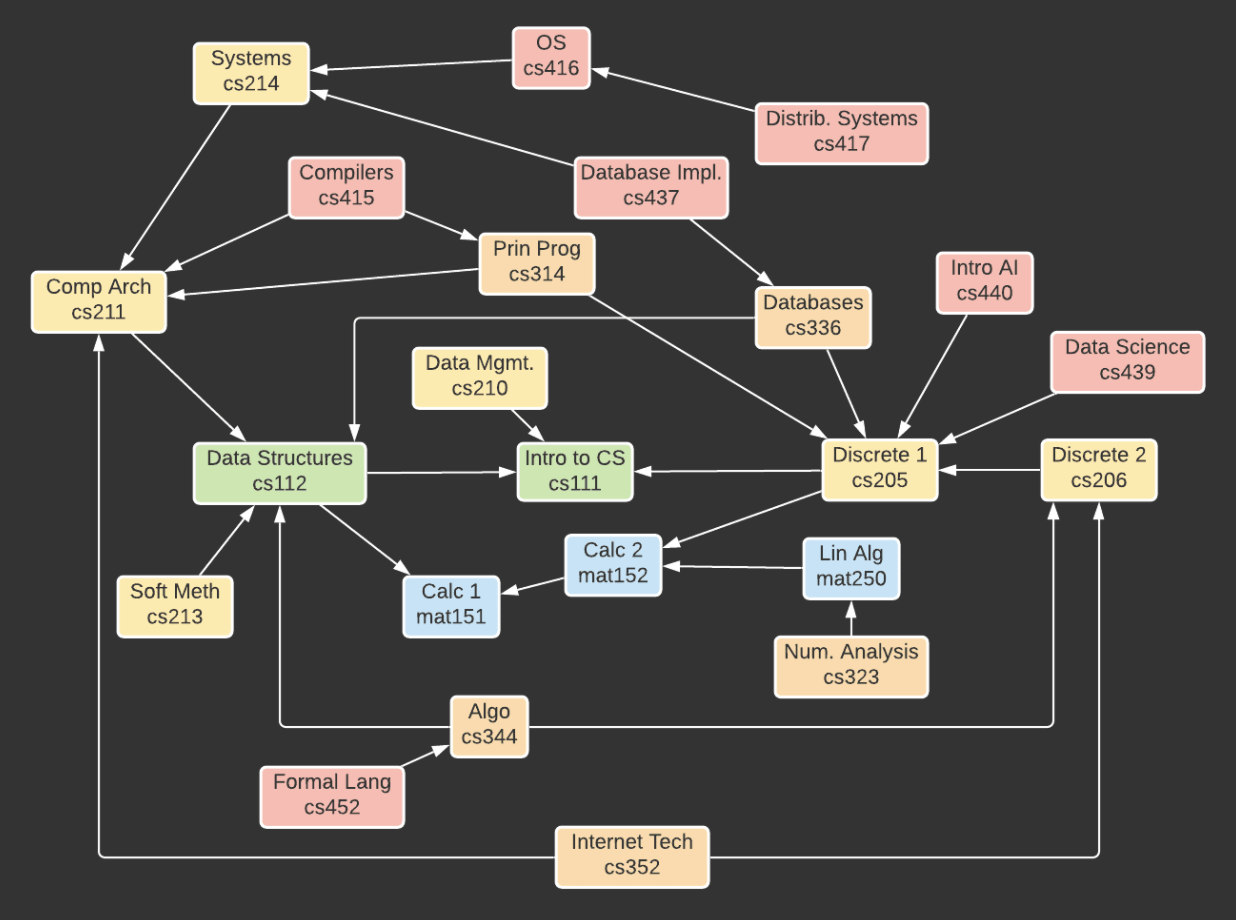 Systems
cs214
OS
cs416
Distrib. Systems
cs417
Compilers
cs415
Database Impl.
cs437
Prin Prog
cs314
Intro AI
cs440
Comp Arch
cs211
Databases
cs336
Data Science
cs439
Data Mgmt.
cs210
Data Structures
cs112
Intro to CS
cs111
Discrete 1
cs205
Discrete 2
cs206
Calc 2
mat152
Lin Alg
mat250
Soft Meth
cs213
Calc 1
mat151
Num. Analysis
cs323
Algo
cs344
Formal Lang
cs452
Internet Tech
cs352